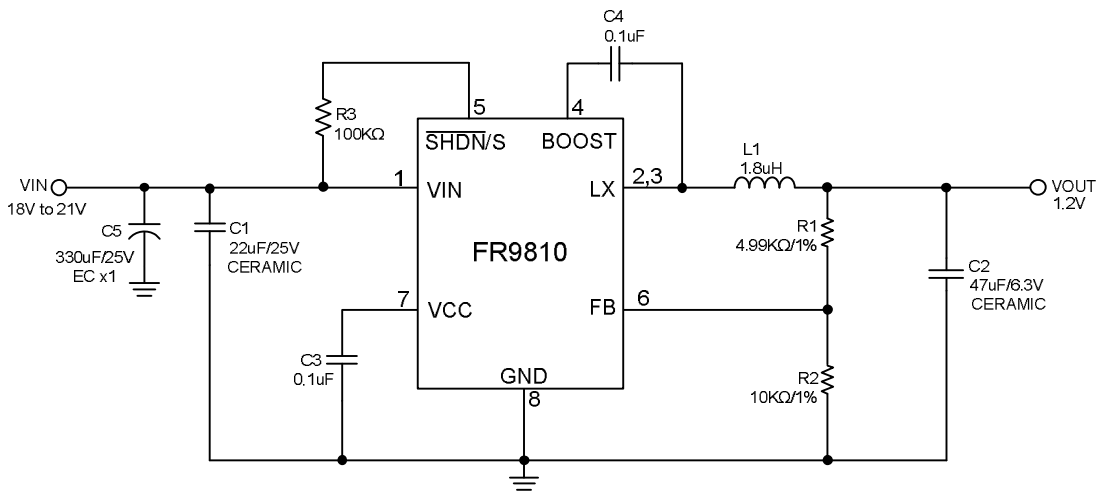 C4
0.1uF
R3
100KΩ
5
4
SHDN/S
BOOST
L1
1.8uH
VIN
18V to 21V
1
VIN
LX
2,3
VOUT
1.2V
C5
330uF/25V
EC x1
C1
22uF/25V
CERAMIC
FR9810
R1
4.99KΩ/1%
C2
47uF/6.3V
CERAMIC
7
VCC
FB
6
C3
0.1uF
GND
8
R2
10KΩ/1%